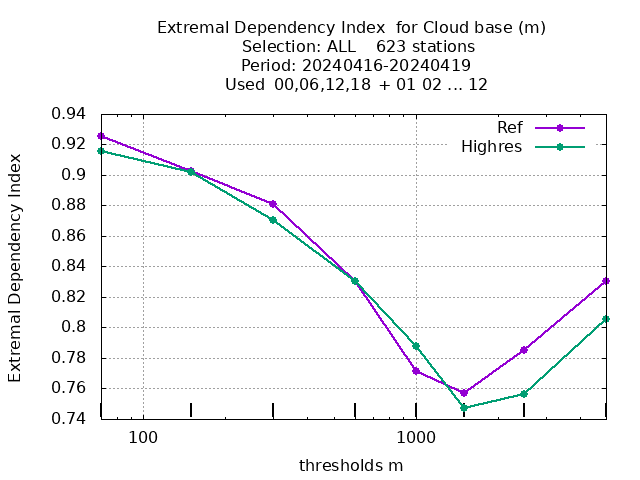 Extremal Dependency Index  for Cloud base (m)
Selection: ALL    623 stations
Period: 20240416-20240419
Used  00,06,12,18 + 01 02 ... 12
Ref
Highres
Extremal Dependency Index
0.94
0.92
0.9
0.88
0.86
0.84
0.82
0.8
0.78
0.76
0.74
100
1000
thresholds m